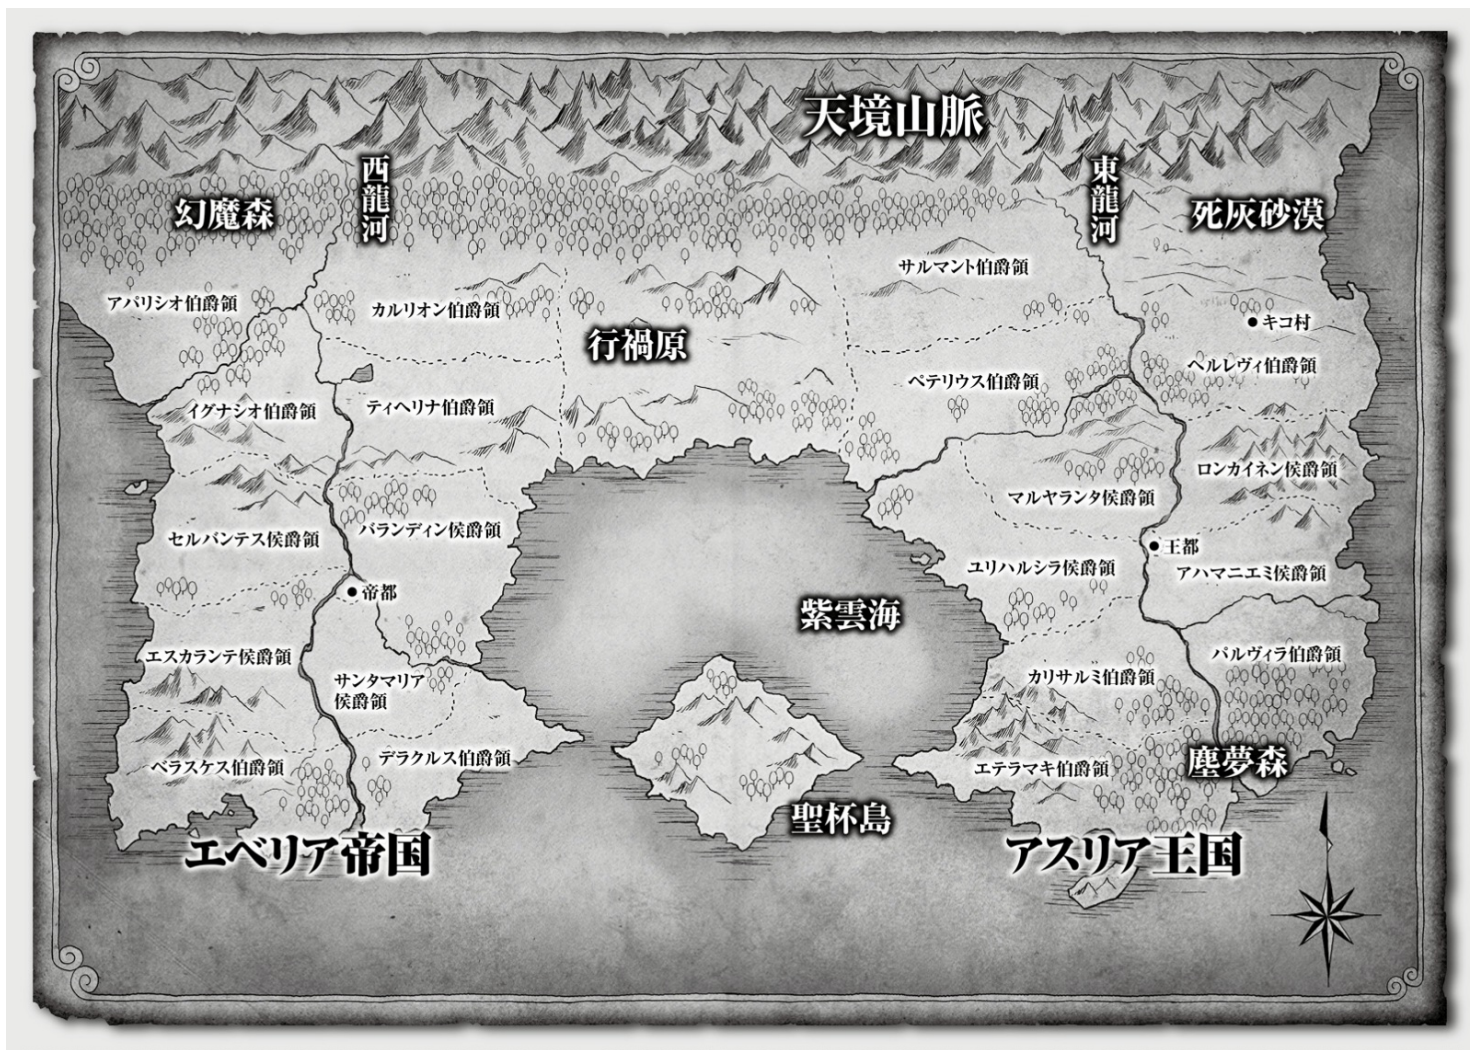 天境山脈
西龍河
東龍河
幻魔森
死灰砂漠
サルマント伯爵領
アパリシオ伯爵領
カルリオン伯爵領
キコ村
行禍原
ヘルレヴィ伯爵領
ペテリウス伯爵領
イグナシオ伯爵領
ティヘリナ伯爵領
ロンカイネン侯爵領
マルヤランタ侯爵領
セルバンテス侯爵領
バランディン侯爵領
王都
ユリハルシラ侯爵領
アハマニエミ侯爵領
帝都
紫雲海
エスカランテ侯爵領
サンタマリア
侯爵領
パルヴィラ伯爵領
カリサルミ伯爵領
ベラスケス伯爵領
デラクルス伯爵領
エテラマキ伯爵領
塵夢森
聖杯島
エベリア帝国
アスリア王国